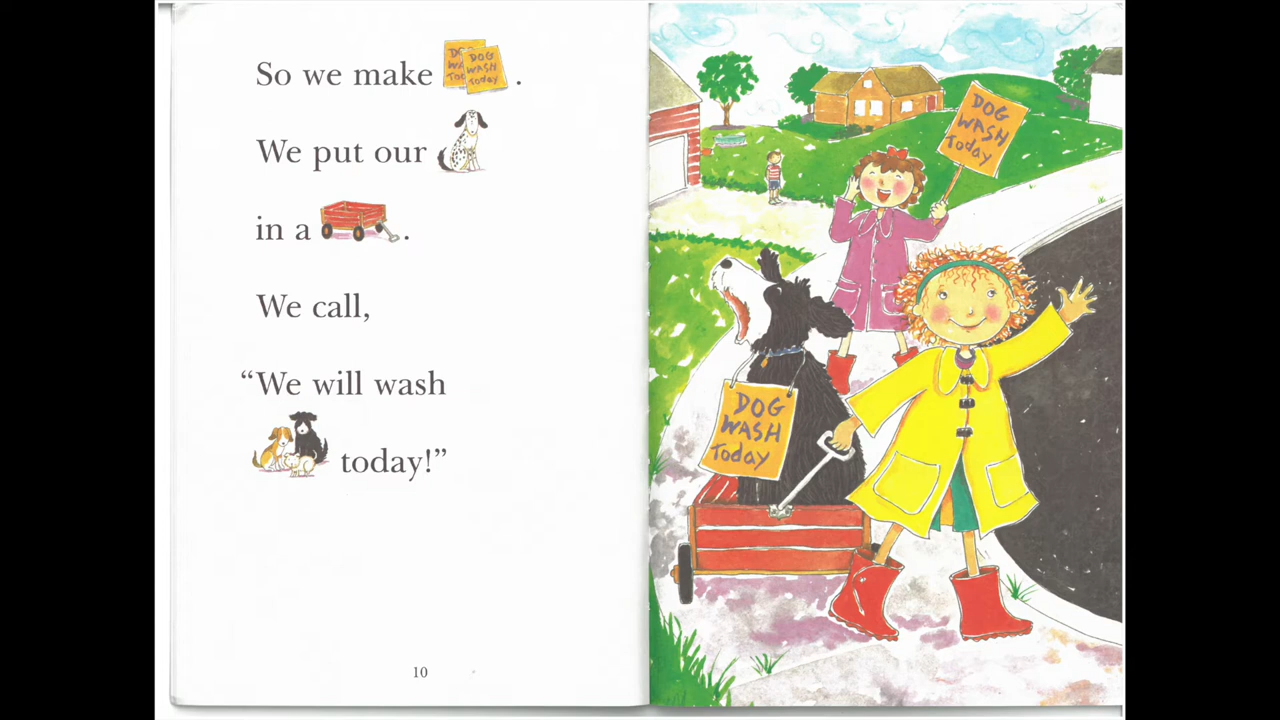 So we make DOG WASH Today.
We put our
in a .
We call,
“We will wash
today!”
10
DOG
WASH
Today
DOG
WASH
Today